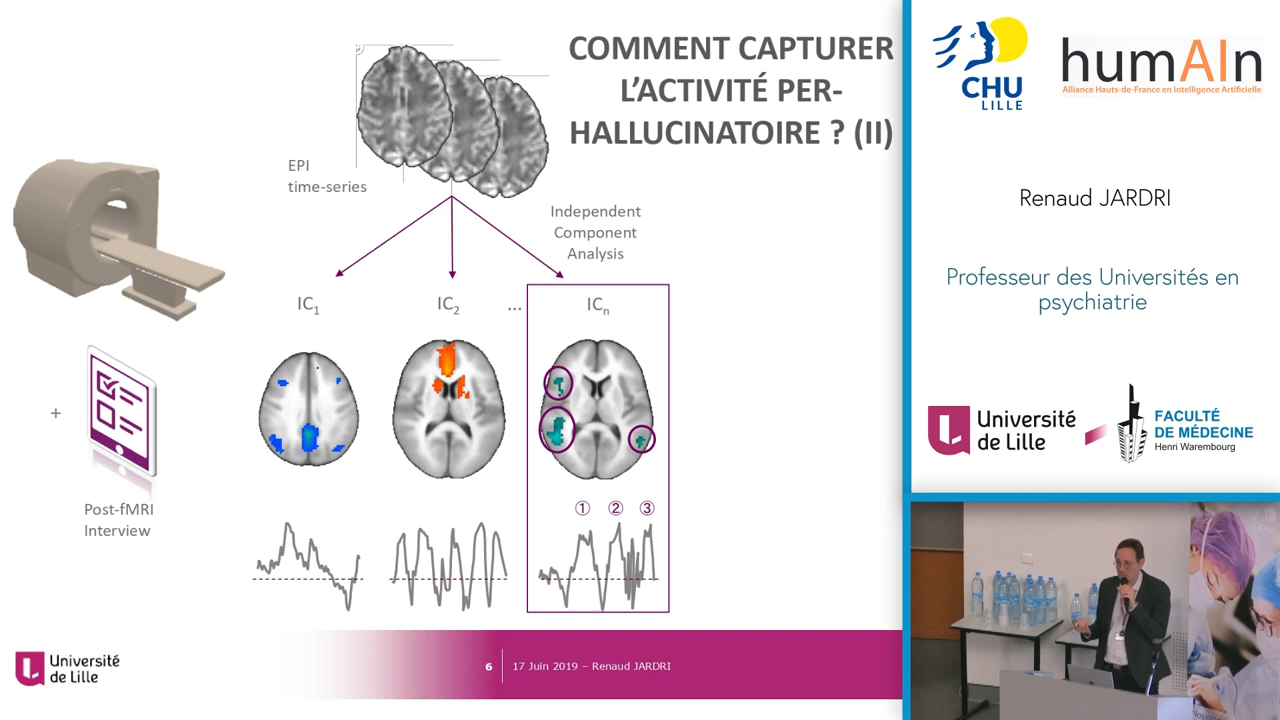 COMMENT CAPTURER
L’ACTIVITÉ PER-
HALLUCINATOIRE ? (II)
EPI
time-series
Independent
Component
Analysis
IC1
IC2
...
ICn
+
Post-fMRI
Interview
① ② ③
Université
de Lille
6
17 Juin 2019 – Renaud JARDRI
CHU
LILLE
humAIn
Alliance Hauts-de-France en Intelligence Artificielle
Renaud JARDRI
Professeur des Universités en
psychiatrie
Université
de Lille
FACULTÉ
DE MÉDECINE
Henri Warembourg